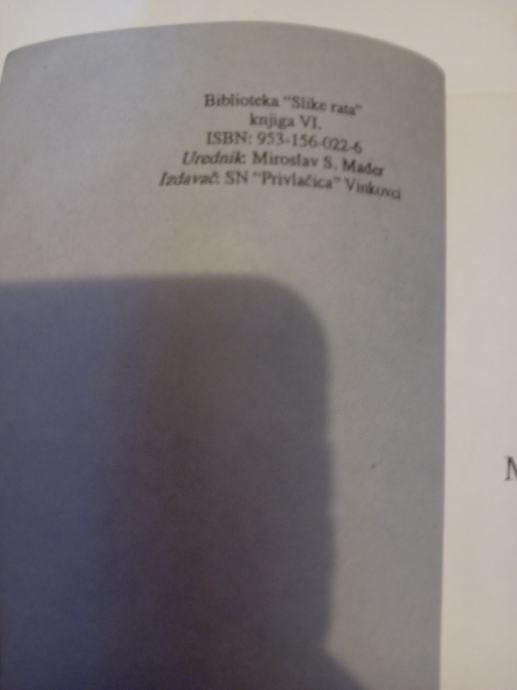 Biblioteka "Slike rata"
knjiga VI.
ISBN: 953-156-022-6
Urednik: Miroslav S. Mađer
Izdavač: SN "Privlačica" Vinkovci